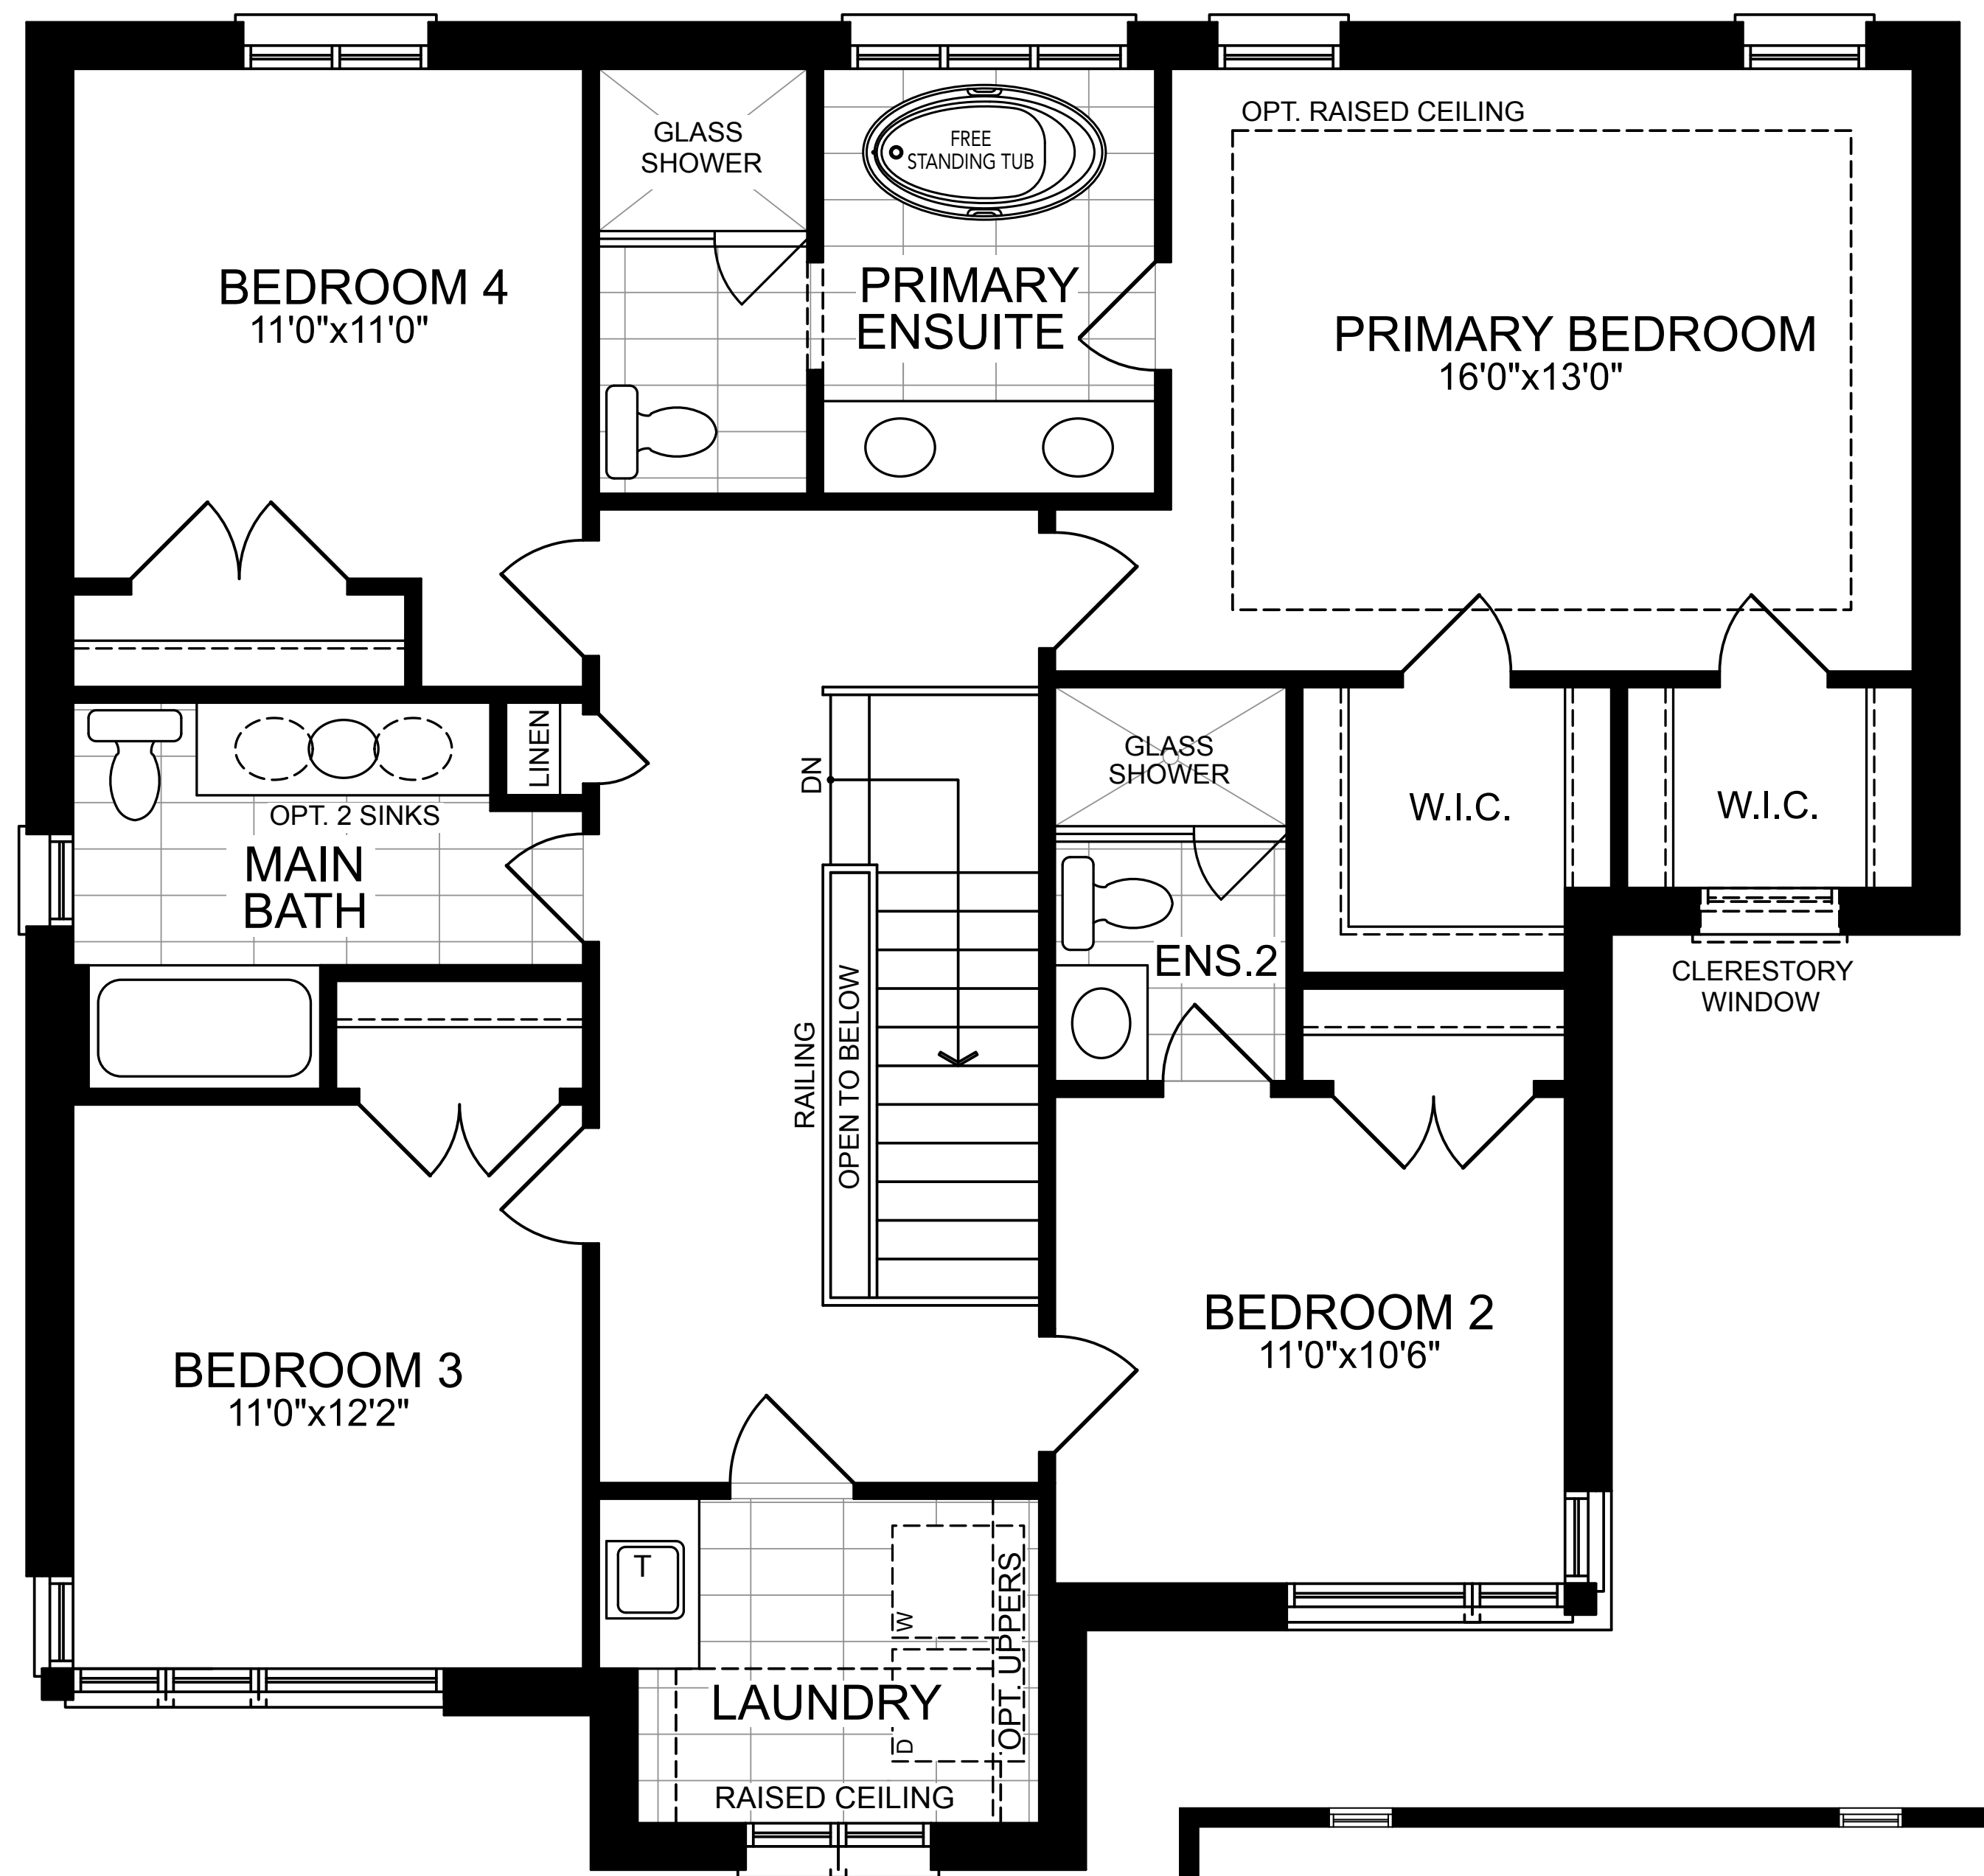 OPT. RAISED CEILING
GLASS
SHOWER
FREE
STANDING TUB
BEDROOM 4
11'0"x11'0"
PRIMARY
ENSUITE
PRIMARY BEDROOM
16'0"x13'0"
LINEN
OPT. 2 SINKS
MAIN
BATH
DN
GLASS
SHOWER
W.I.C.
W.I.C.
ENS.2
CLERESTORY
WINDOW
RAILING
OPEN TO BELOW
BEDROOM 3
11'0"x12'2"
BEDROOM 2
11'0"x10'6"
T
W
D
OPT. UPPERS
LAUNDRY
RAISED CEILING